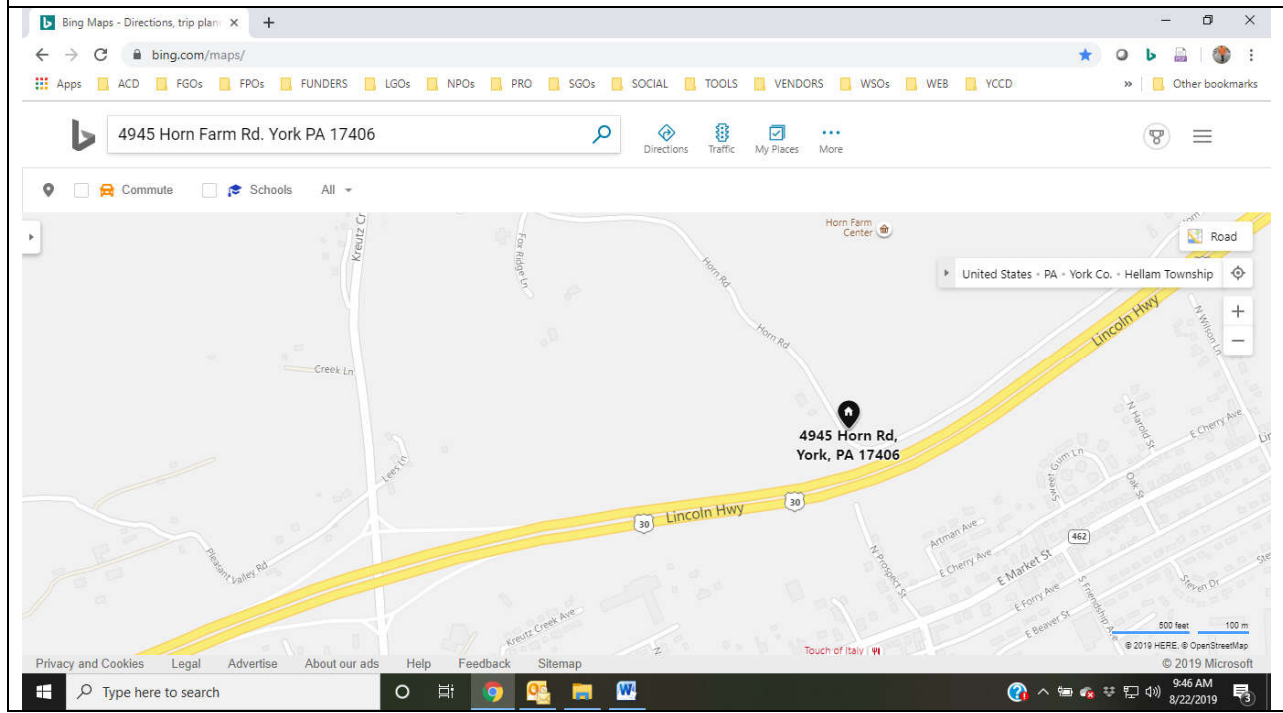 Bing Maps - Directions, trip plan
bing.com/maps/
Apps ACD FGOs FPOs FUNDERS LGOs NPOs PRO SGOs SOCIAL TOOLS VENDORS WSOs WEB YCCD » Other bookmarks
4945 Horn Farm Rd. York PA 17406
Directions Traffic My Places More
Commute Schools All
Kreutz Cr
Fox Ridge Ln
Horn Rd
Horn Farm
Center
Road
United States • PA • York Co. • Hellam Township
Lincoln Hwy
N Wilson Ln
Horn Rd
Creek Ln
4945 Horn Rd,
York, PA 17406
N Harold St
E Cherry Ave
Lees Ln
Sweet Gum Ln
Oak St
30 Lincoln Hwy 30
Artman Ave
462
Pleasant Valley Rd
N Prospect St
E Cherry Ave
E Market St
S Friendship Ave
Steven Dr
E Forry Ave
E Beaver St
Kreutz Creek Ave
Touch of Italy
500 feet 100 m
© 2019 HERE, © OpenStreetMap
Privacy and Cookies Legal Advertise About our ads Help Feedback Sitemap © 2019 Microsoft
Type here to search
9:46 AM
8/22/2019
3